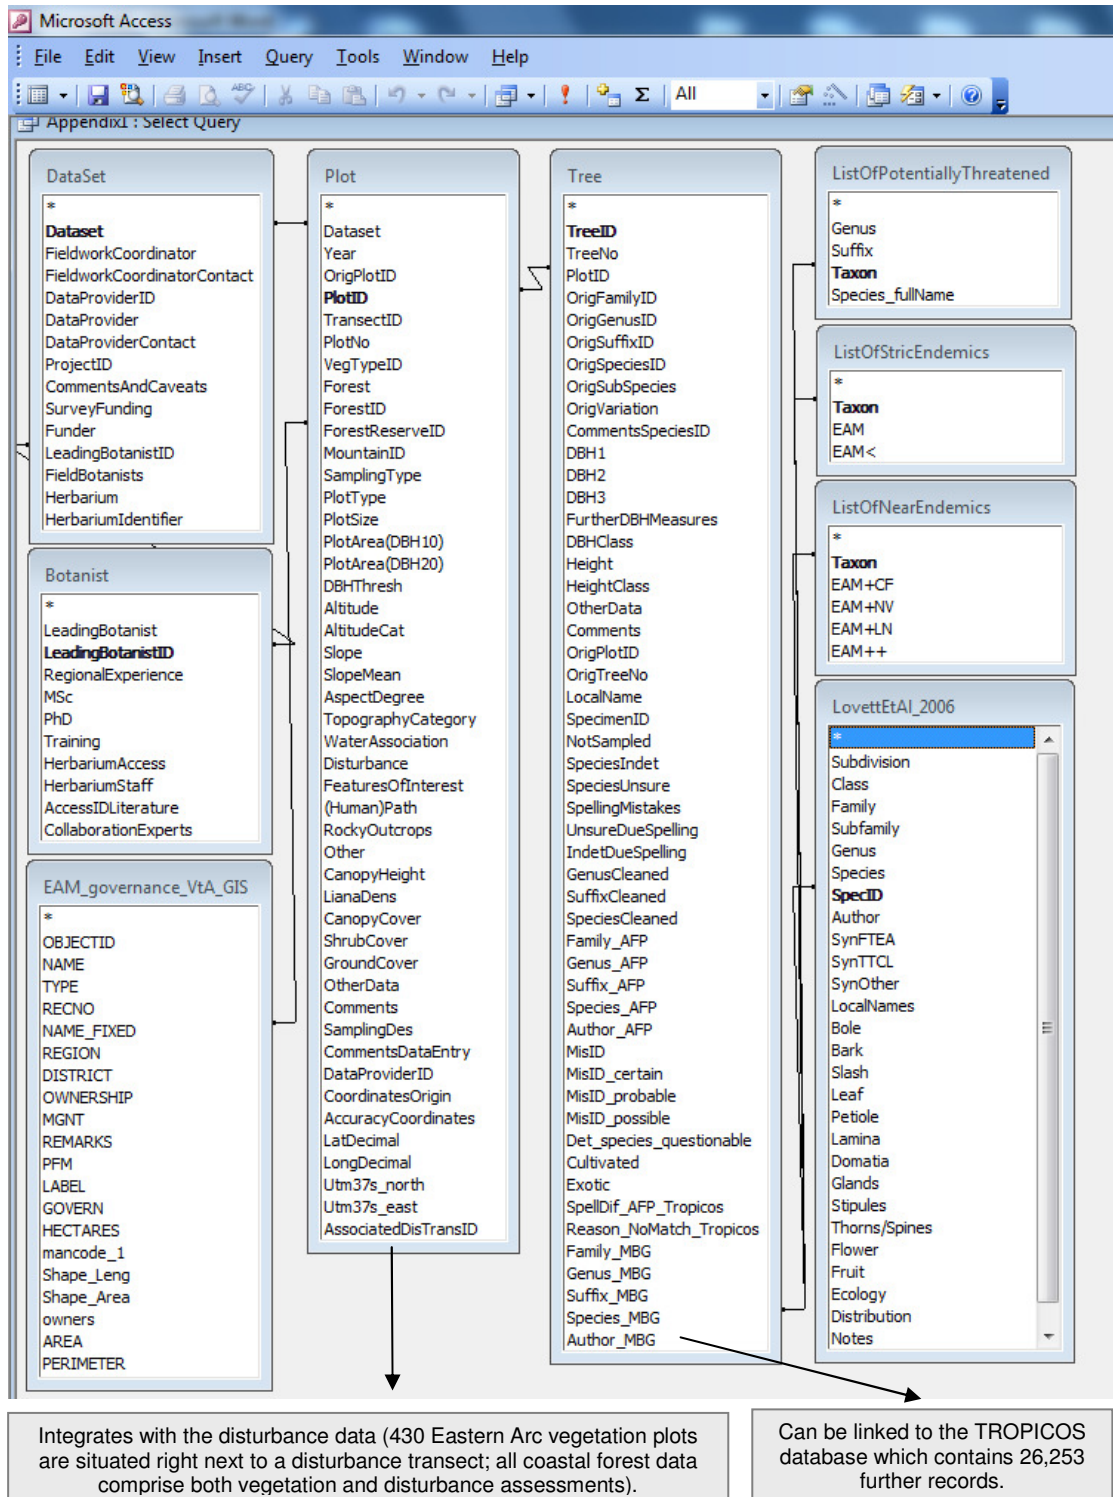 Microsoft Access
File Edit View Insert Query Tools Window Help
All
Appendix1 : Select Query
DataSet
*
Dataset
FieldworkCoordinator
FieldworkCoordinatorContact
DataProviderID
DataProvider
DataProviderContact
ProjectID
CommentsAndCaveats
SurveyFunding
Funder
LeadingBotanistID
FieldBotanists
Herbarium
HerbariumIdentifier
Botanist
*
LeadingBotanist
LeadingBotanistID
RegionalExperience
MSc
PhD
Training
HerbariumAccess
HerbariumStaff
AccessIDLiterature
CollaborationExperts
EAM_governance_VtA_GIS
*
OBJECTID
NAME
TYPE
RECNO
NAME_FIXED
REGION
DISTRICT
OWNERSHIP
MGNT
REMARKS
PFM
LABEL
GOVERN
HECTARES
mancode_1
Shape_Leng
Shape_Area
owners
AREA
PERIMETER
Plot
*
Dataset
Year
OrigPlotID
PlotID
TransectID
PlotNo
VegTypeID
Forest
ForestID
ForestReserveID
MountainID
SamplingType
PlotType
PlotSize
PlotArea(DBH10)
PlotArea(DBH20)
DBHThresh
Altitude
AltitudeCat
Slope
SlopeMean
AspectDegree
TopographyCategory
WaterAssociation
Disturbance
FeaturesOfInterest
(Human)Path
RockyOutcrops
Other
CanopyHeight
LianaDens
CanopyCover
ShrubCover
GroundCover
OtherData
Comments
SamplingDes
CommentsDataEntry
DataProviderID
CoordinatesOrigin
AccuracyCoordinates
LatDecimal
LongDecimal
Utm37s_north
Utm37s_east
AssociatedDisTransID
Tree
*
TreeID
TreeNo
PlotID
OrigFamilyID
OrigGenusID
OrigSuffixID
OrigSpeciesID
OrigSubSpecies
OrigVariation
CommentsSpeciesID
DBH1
DBH2
DBH3
FurtherDBHMeasures
DBHClass
Height
HeightClass
OtherData
Comments
OrigPlotID
OrigTreeNo
LocalName
SpecimenID
NotSampled
SpeciesIndet
SpeciesUnsure
SpellingMistakes
UnsureDueSpelling
IndetDueSpelling
GenusCleaned
SuffixCleaned
SpeciesCleaned
Family_AFP
Genus_AFP
Suffix_AFP
Species_AFP
Author_AFP
MisID
MisID_certain
MisID_probable
MisID_possible
Det_species_questionable
Cultivated
Exotic
SpellDif_AFP_Tropicos
Reason_NoMatch_Tropicos
Family_MBG
Genus_MBG
Suffix_MBG
Species_MBG
Author_MBG
ListOfPotentiallyThreatened
*
Genus
Suffix
Taxon
Species_fullName
ListOfStricEndemics
*
Taxon
EAM
EAM<
ListOfNearEndemics
*
Taxon
EAM+CF
EAM+NV
EAM+LN
EAM++
LovettEtAl_2006
*
Subdivision
Class
Family
Subfamily
Genus
Species
SpecID
Author
SynFTEA
SynTTCL
SynOther
LocalNames
Bole
Bark
Slash
Leaf
Petiole
Lamina
Domatia
Glands
Stipules
Thorns/Spines
Flower
Fruit
Ecology
Distribution
Notes
Integrates with the disturbance data (430 Eastern Arc vegetation plots
are situated right next to a disturbance transect; all coastal forest data
comprise both vegetation and disturbance assessments).
Can be linked to the TROPICOS
database which contains 26,253
further records.